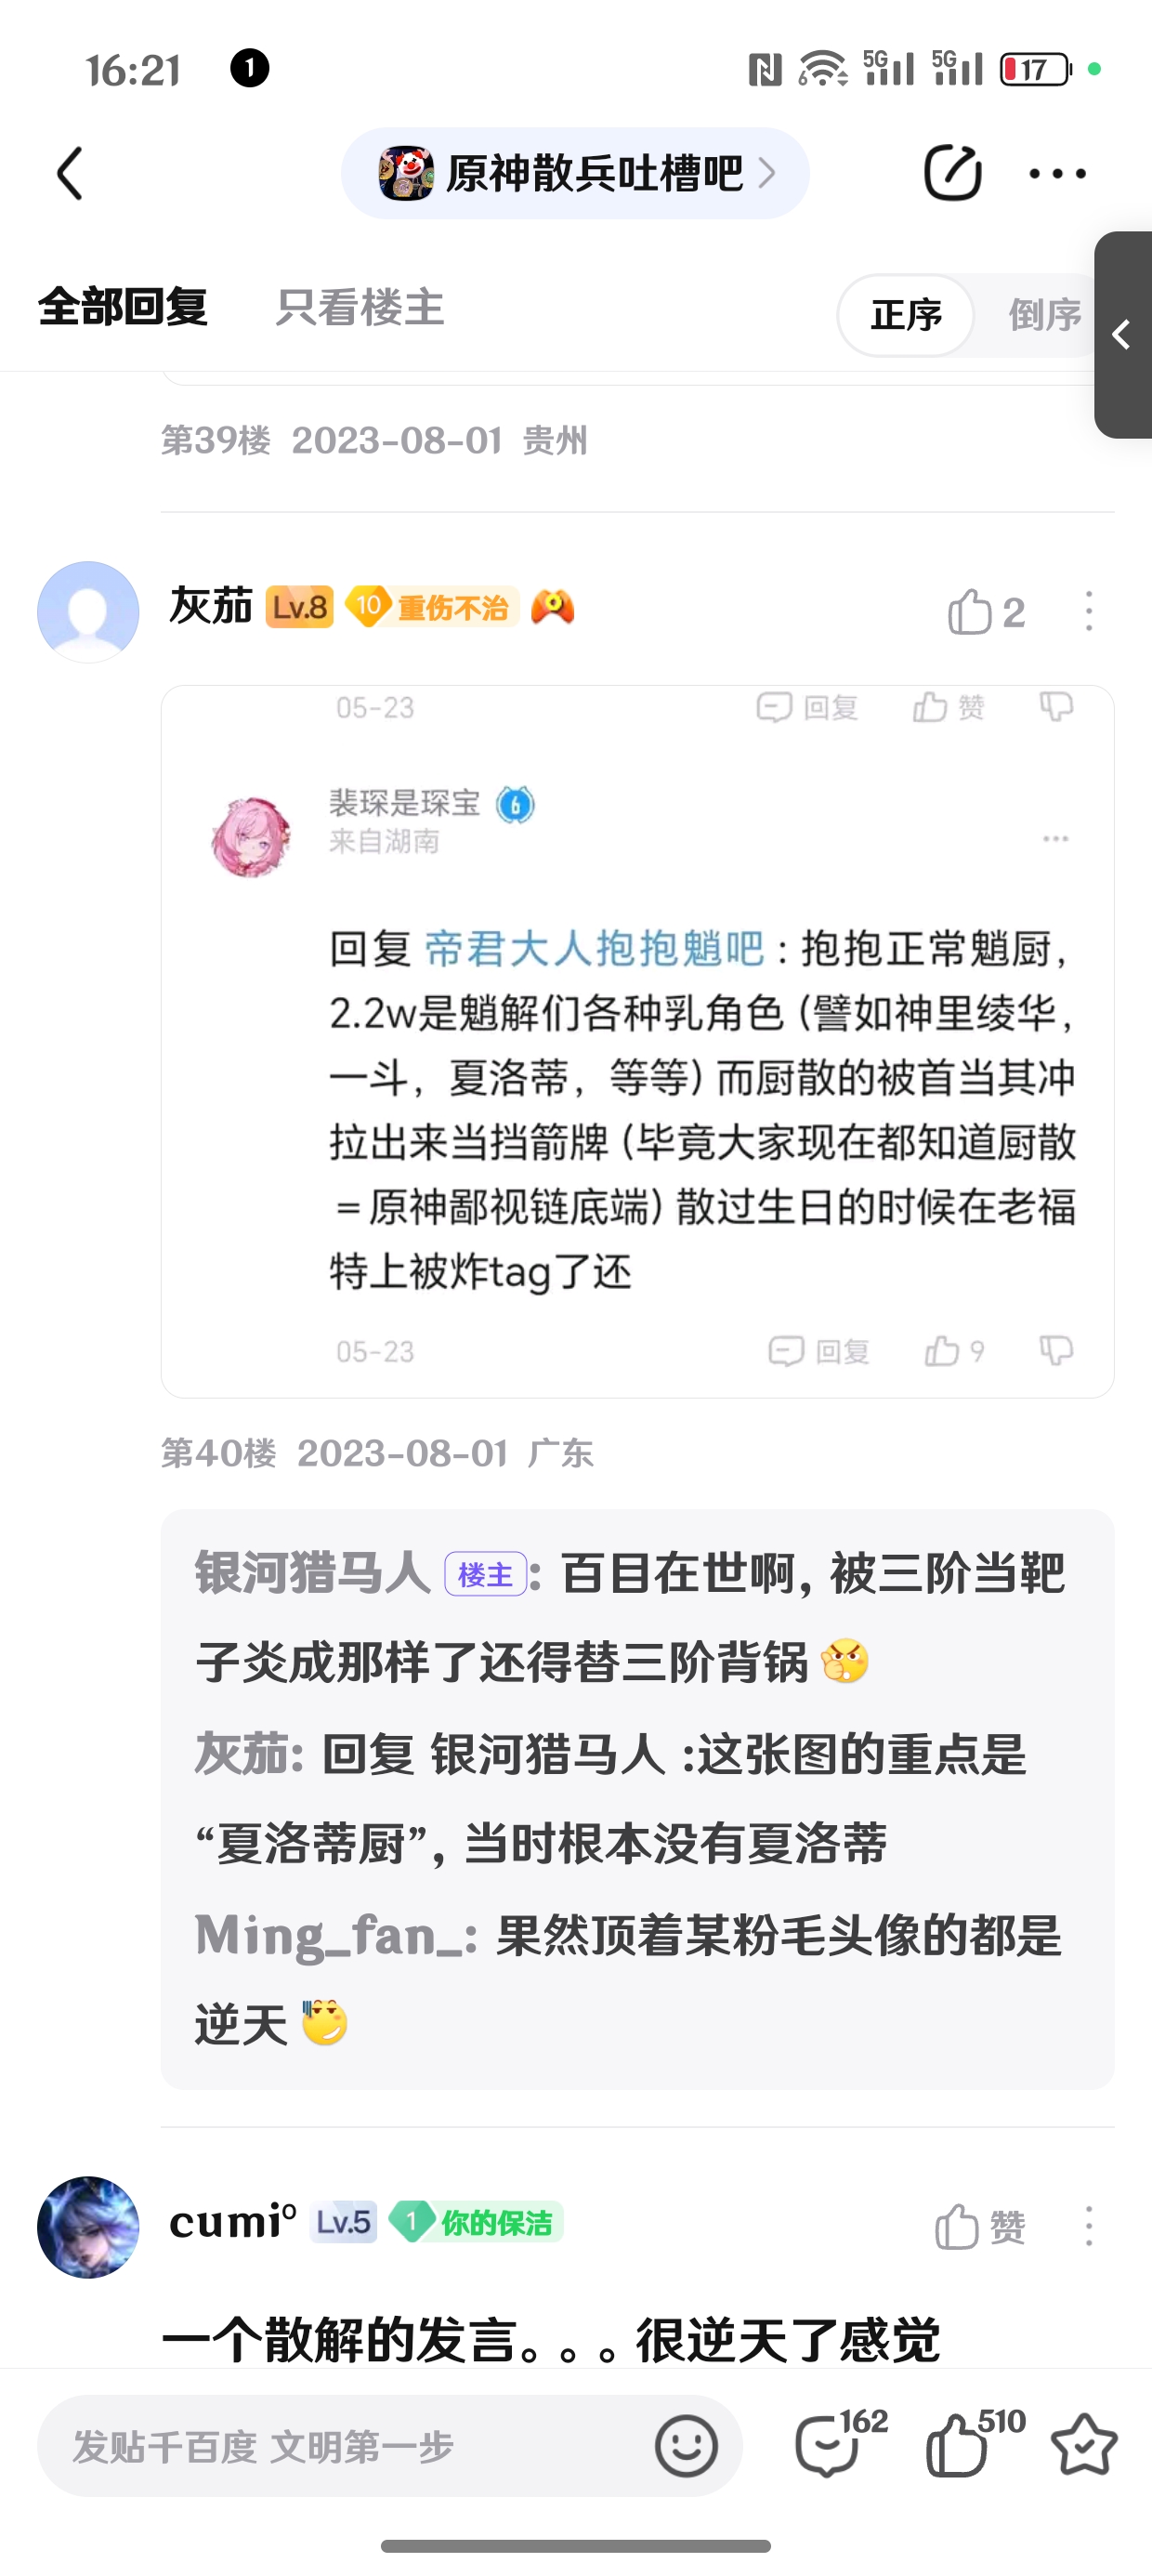 16:21
1
5G
5G
17
原神散兵吐槽吧
全部回复 只看楼主
正序 倒序
第39楼 2023-08-01 贵州
灰茄 Lv.8 10 重伤不治
2
05-23 回复 赞
裴琛是琛宝 6
来自湖南
回复 帝君大人抱抱魈吧：抱抱正常魈厨，
2.2w是魈解们各种乳角色（譬如神里绫华，
一斗，夏洛蒂，等等）而厨散的被首当其冲
拉出来当挡箭牌（毕竟大家现在都知道厨散
＝原神鄙视链底端）散过生日的时候在老福
特上被炸tag了还
05-23 回复 9
第40楼 2023-08-01 广东
银河猎马人 楼主：百目在世啊，被三阶当靶
子炎成那样了还得替三阶背锅
灰茄：回复 银河猎马人 :这张图的重点是
“夏洛蒂厨”，当时根本没有夏洛蒂
Ming_fan_：果然顶着某粉毛头像的都是
逆天
cumi⁰ Lv.5 1 你的保洁
赞
一个散解的发言。。。很逆天了感觉
发贴千百度 文明第一步
162
510